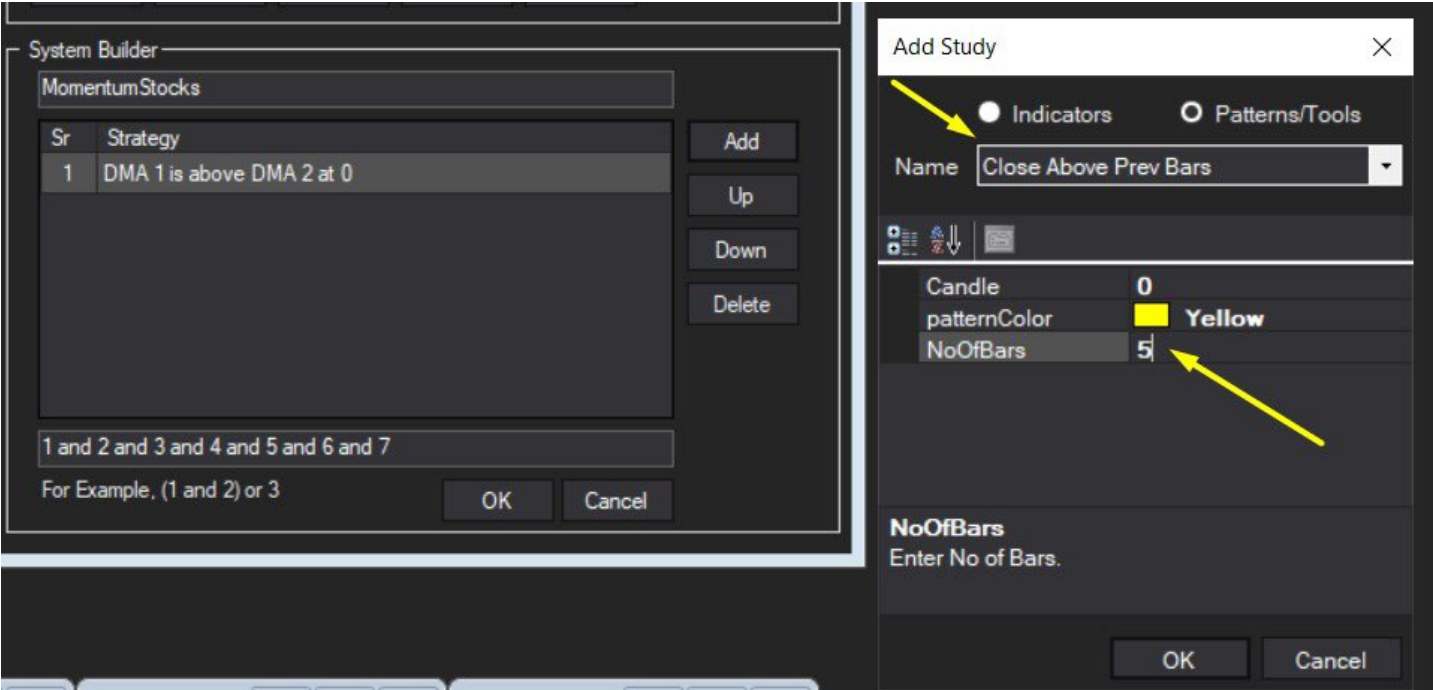 System Builder
MomentumStocks
Sr Strategy
1 DMA 1 is above DMA 2 at 0
Add
Up
Down
Delete
1 and 2 and 3 and 4 and 5 and 6 and 7
For Example, (1 and 2) or 3
OK Cancel
Add Study
Indicators Patterns/Tools
Name Close Above Prev Bars
Candle 0
patternColor Yellow
NoOfBars 5
NoOfBars
Enter No of Bars.
OK Cancel